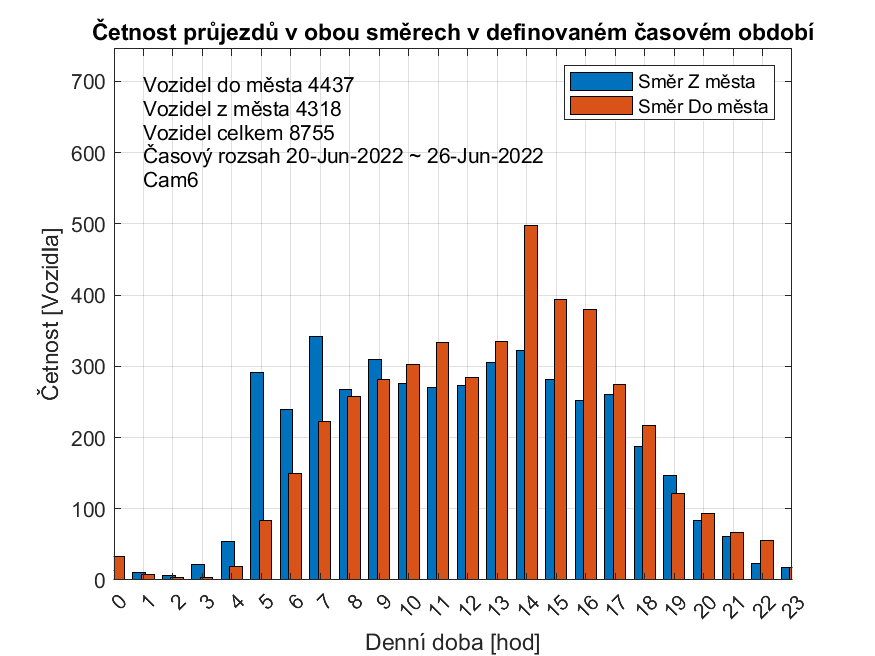 Četnost průjezdů v obou směrech v definovaném časovém období
Vozidel do města 4437
Vozidel z města 4318
Vozidel celkem 8755
Časový rozsah 20-Jun-2022 ~ 26-Jun-2022
Cam6
Směr Z města
Směr Do města
Četnost [Vozidla]
700
600
500
400
300
200
100
0
0 1 2 3 4 5 6 7 8 9 10 11 12 13 14 15 16 17 18 19 20 21 22 23
Denní doba [hod]